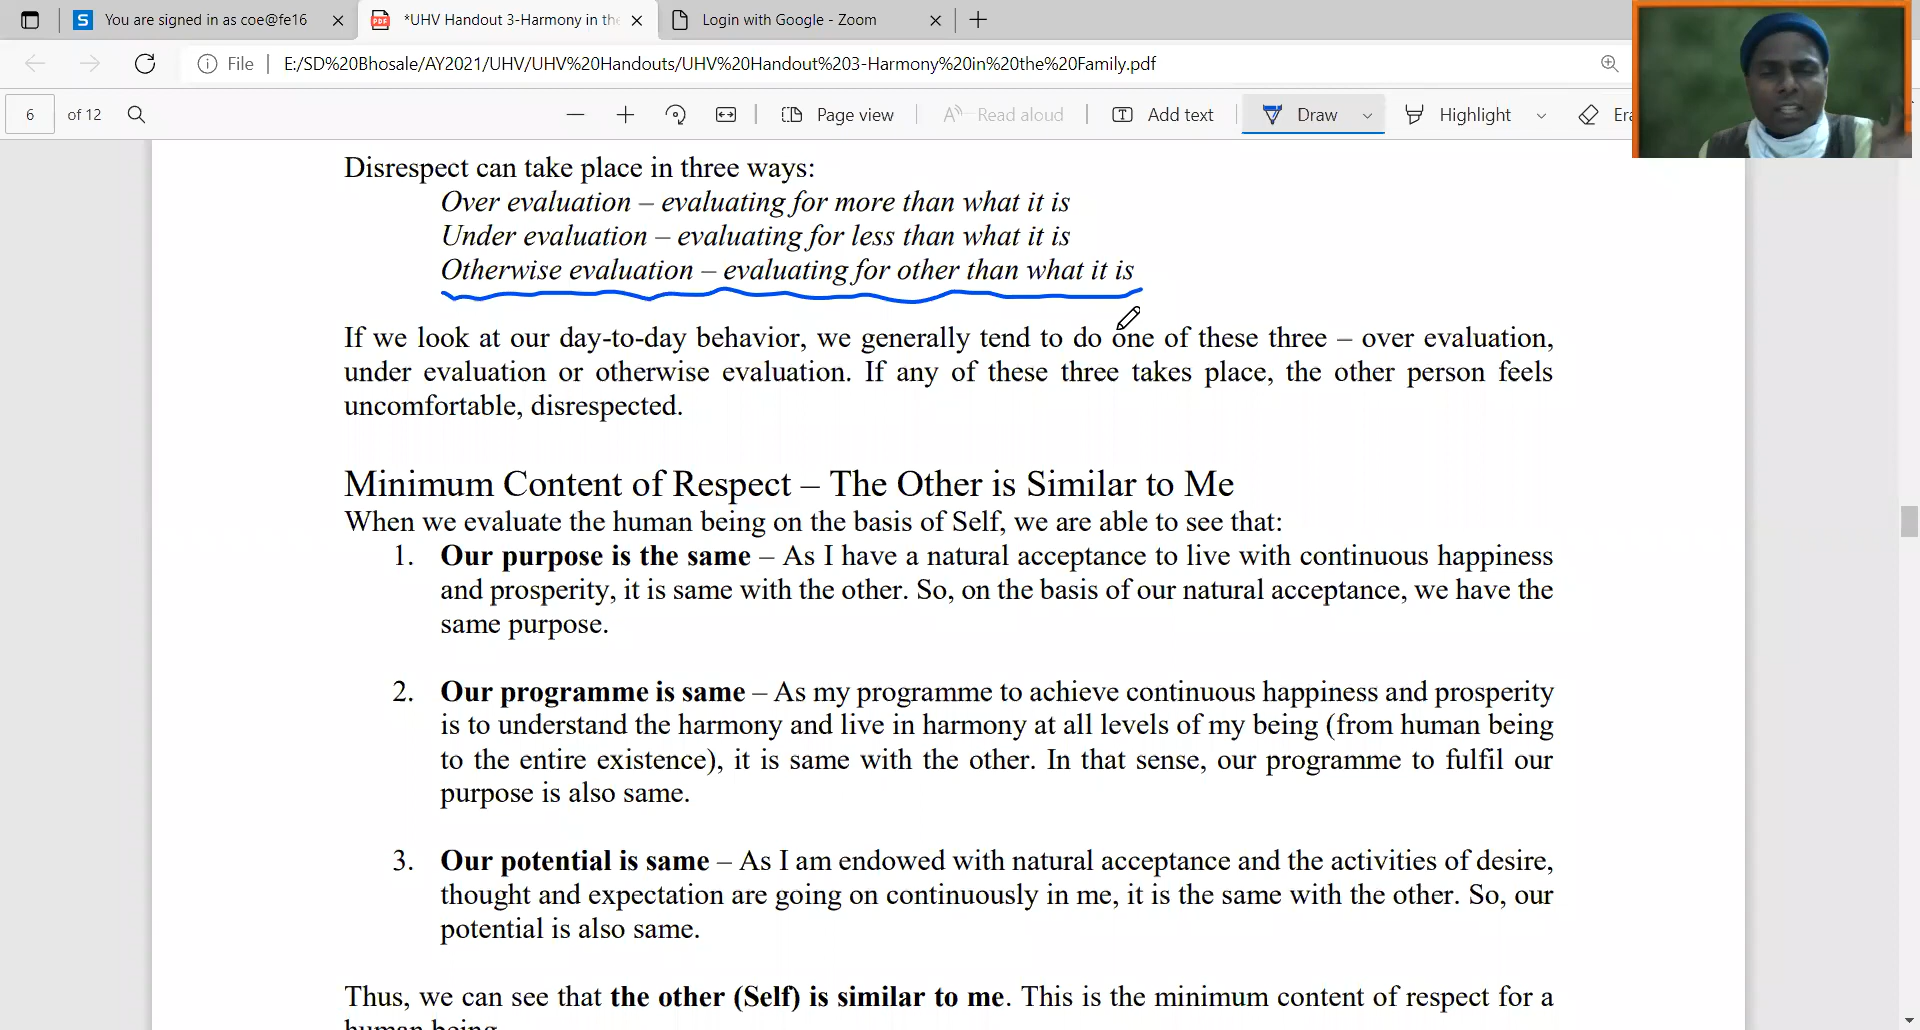 You are signed in as coe@fe16
*UHV Handout 3-Harmony in the
Login with Google - Zoom
File
E:/SD%20Bhosale/AY2021/UHV/UHV%20Handouts/UHV%20Handout%203-Harmony%20in%20the%20Family.pdf
6 of 12
Page view
Read aloud
Add text
Draw
Highlight
Era
Disrespect can take place in three ways:
Over evaluation – evaluating for more than what it is
Under evaluation – evaluating for less than what it is
Otherwise evaluation – evaluating for other than what it is
If we look at our day-to-day behavior, we generally tend to do one of these three – over evaluation,
under evaluation or otherwise evaluation. If any of these three takes place, the other person feels
uncomfortable, disrespected.
Minimum Content of Respect – The Other is Similar to Me
When we evaluate the human being on the basis of Self, we are able to see that:
1. Our purpose is the same – As I have a natural acceptance to live with continuous happiness
and prosperity, it is same with the other. So, on the basis of our natural acceptance, we have the
same purpose.
2. Our programme is same – As my programme to achieve continuous happiness and prosperity
is to understand the harmony and live in harmony at all levels of my being (from human being
to the entire existence), it is same with the other. In that sense, our programme to fulfil our
purpose is also same.
3. Our potential is same – As I am endowed with natural acceptance and the activities of desire,
thought and expectation are going on continuously in me, it is the same with the other. So, our
potential is also same.
Thus, we can see that the other (Self) is similar to me. This is the minimum content of respect for a
human being.